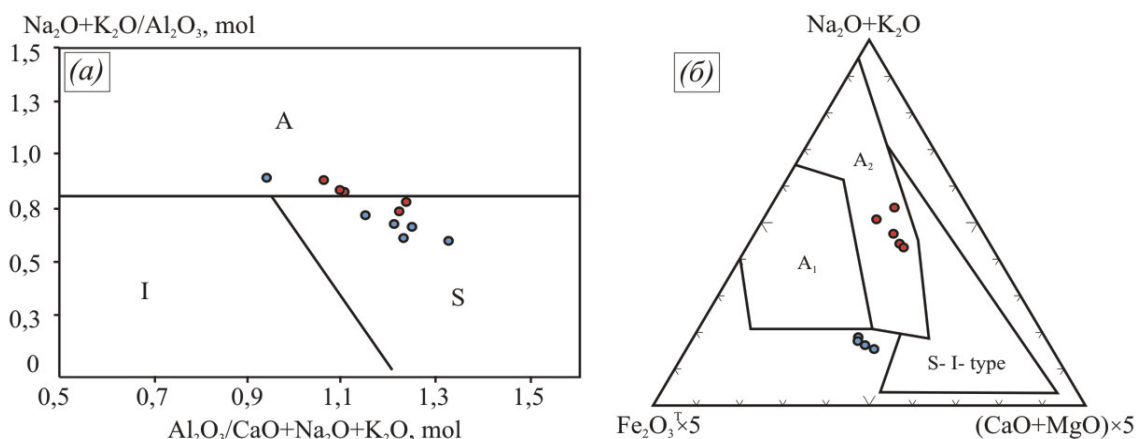 Na₂O+K₂O/Al₂O₃, mol
(а)
1,5
1,3
1,0
0,8
0,5
0,3
0
A
I
S
0,5 0,7 0,9 1,1 1,3 1,5
Al₂O₃/CaO+Na₂O+K₂O, mol
(б)
Na₂O+K₂O
A₂
A₁
S- I- type
Fe₂O₃ᵀ×5
(CaO+MgO)×5